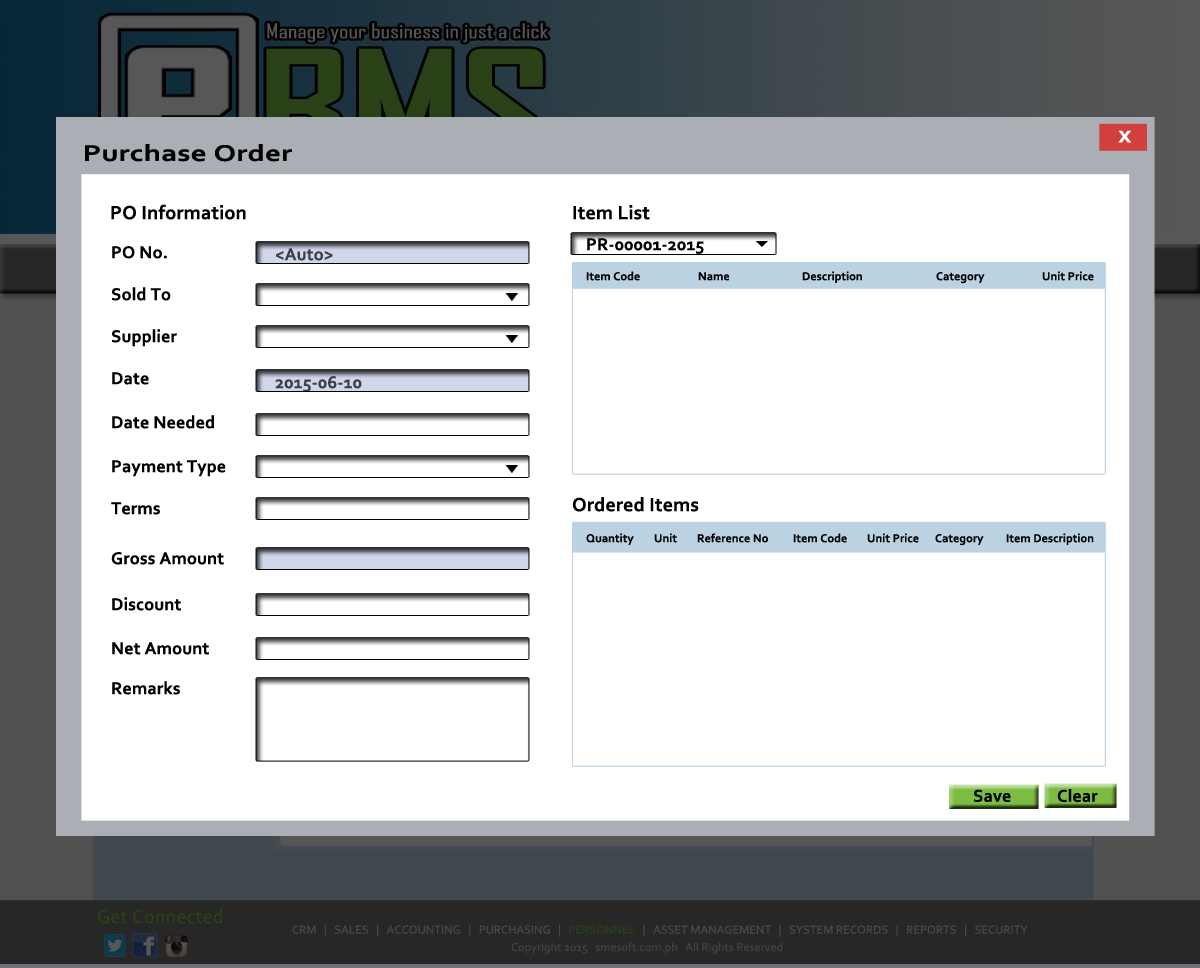 Manage your business in just a click
eBMS
Purchase Order
X
PO Information
PO No.
<Auto>
Sold To
Supplier
Date
2015-06-10
Date Needed
Payment Type
Terms
Gross Amount
Discount
Net Amount
Remarks
Item List
PR-00001-2015
Item Code Name Description Category Unit Price
Ordered Items
Quantity Unit Reference No Item Code Unit Price Category Item Description
Save Clear
Get Connected
CRM | SALES | ACCOUNTING | PURCHASING | PERSONNEL | ASSET MANAGEMENT | SYSTEM RECORDS | REPORTS | SECURITY
Copyright 2015 smesoft.com.ph All Rights Reserved